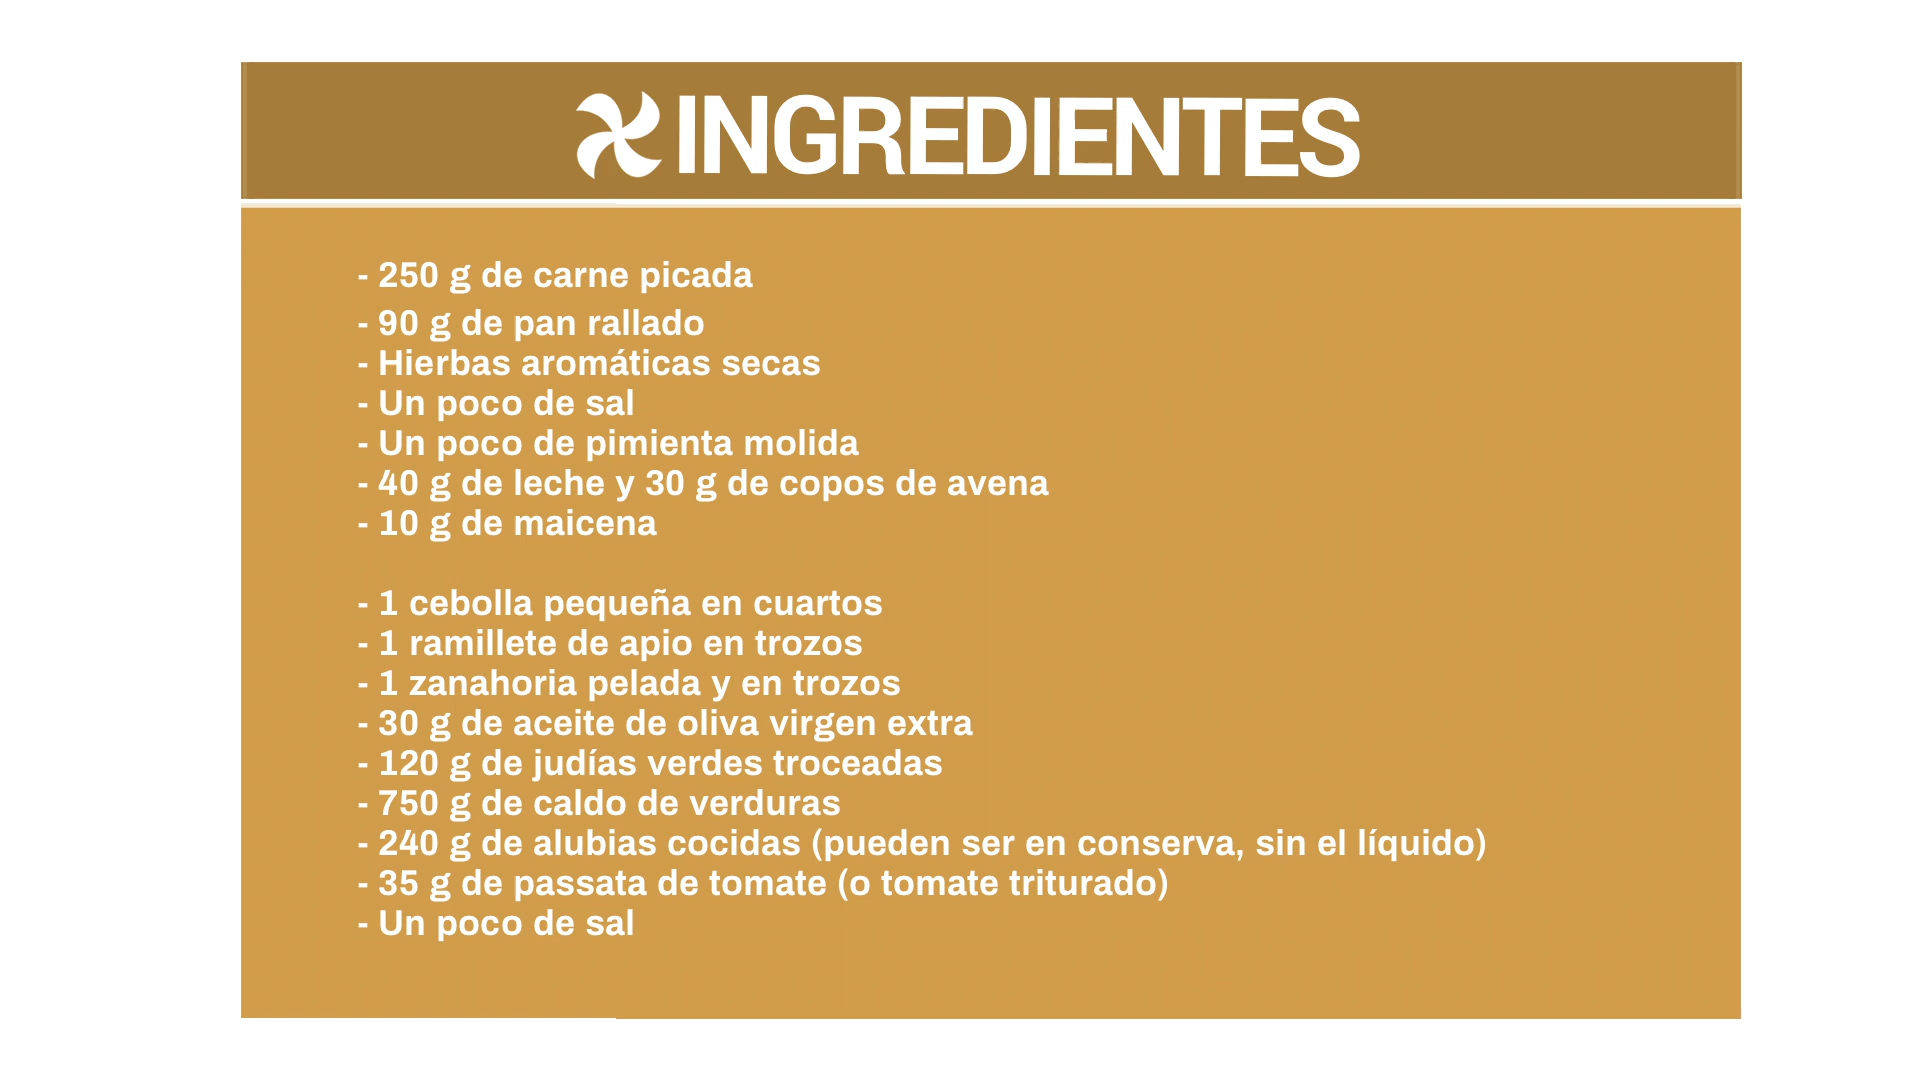 INGREDIENTES
- 250 g de carne picada
- 90 g de pan rallado
- Hierbas aromáticas secas
- Un poco de sal
- Un poco de pimienta molida
- 40 g de leche y 30 g de copos de avena
- 10 g de maicena
- 1 cebolla pequeña en cuartos
- 1 ramillete de apio en trozos
- 1 zanahoria pelada y en trozos
- 30 g de aceite de oliva virgen extra
- 120 g de judías verdes troceadas
- 750 g de caldo de verduras
- 240 g de alubias cocidas (pueden ser en conserva, sin el líquido)
- 35 g de passata de tomate (o tomate triturado)
- Un poco de sal